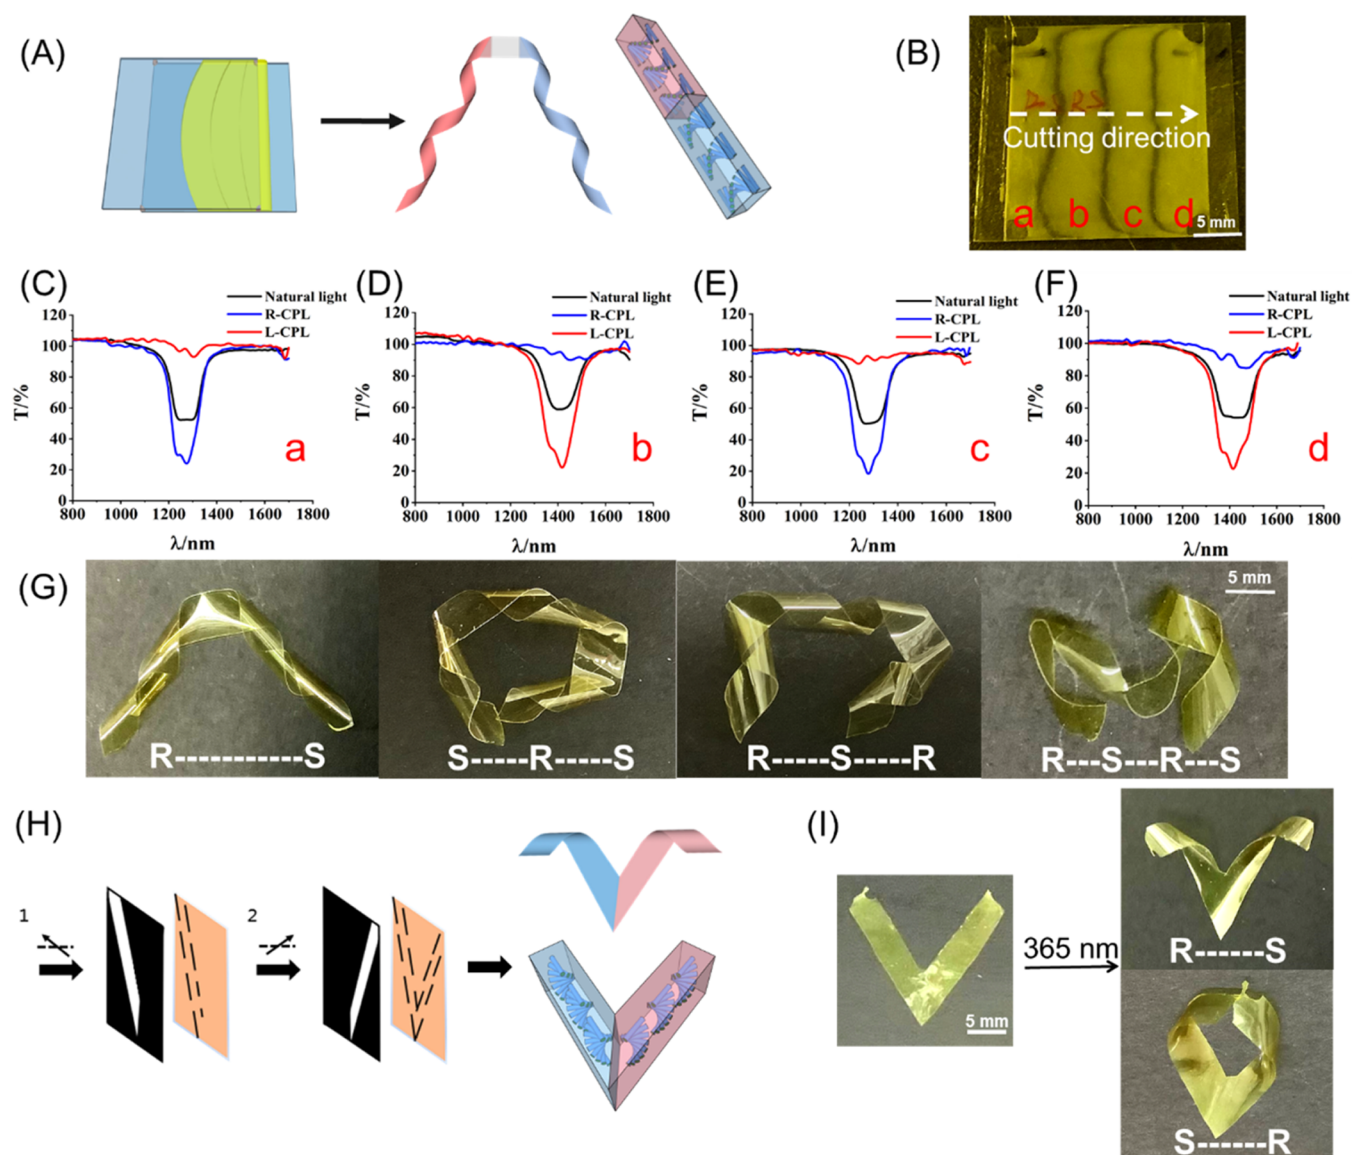 (A)
(B)
Cutting direction
a b c d
5 mm
(C)
Natural light
R-CPL
L-CPL
T/%
120
100
80
60
40
20
0
a
800 1000 1200 1400 1600 1800
λ/nm
(D)
Natural light
R-CPL
L-CPL
T/%
120
100
80
60
40
20
0
b
800 1000 1200 1400 1600 1800
λ/nm
(E)
Natural light
R-CPL
L-CPL
T/%
120
100
80
60
40
20
0
c
800 1000 1200 1400 1600 1800
λ/nm
(F)
Natural light
R-CPL
L-CPL
T/%
120
100
80
60
40
20
0
d
800 1000 1200 1400 1600 1800
λ/nm
(G)
5 mm
R-----------S
S-----R-----S
R-----S-----R
R---S---R---S
(H)
1
2
(I)
5 mm
365 nm
R------S
S------R